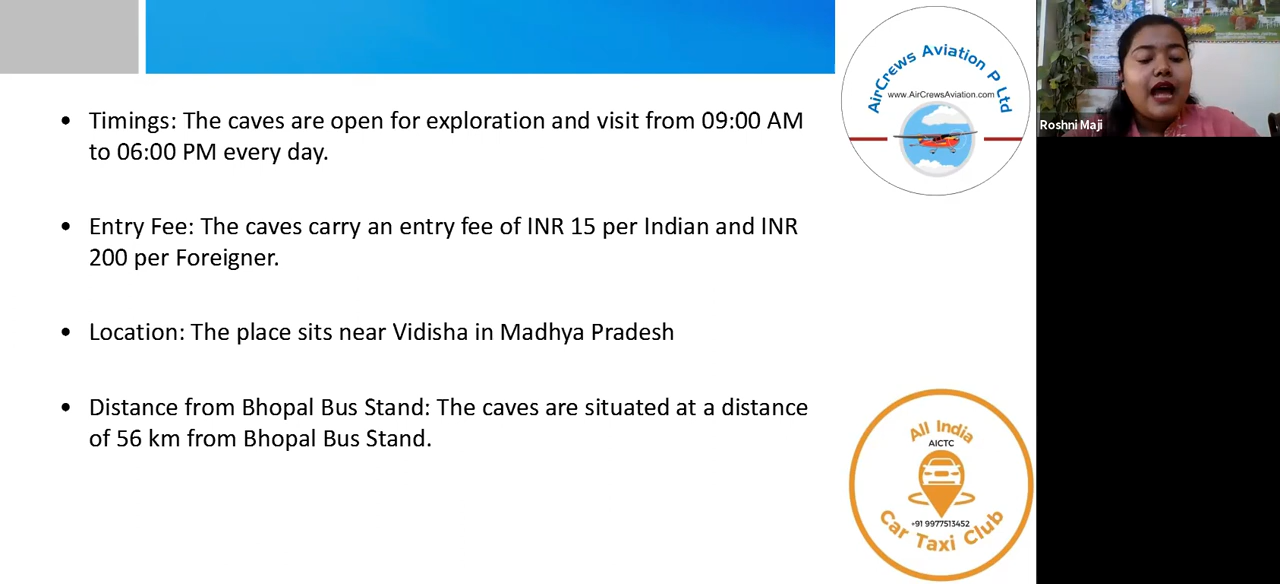 • Timings: The caves are open for exploration and visit from 09:00 AM
to 06:00 PM every day.
• Entry Fee: The caves carry an entry fee of INR 15 per Indian and INR
200 per Foreigner.
• Location: The place sits near Vidisha in Madhya Pradesh
• Distance from Bhopal Bus Stand: The caves are situated at a distance
of 56 km from Bhopal Bus Stand.
AirCrews Aviation P Ltd
www.AirCrewsAviation.com
All India
AICTC
+91 9977513452
Car Taxi Club
Roshni Maji